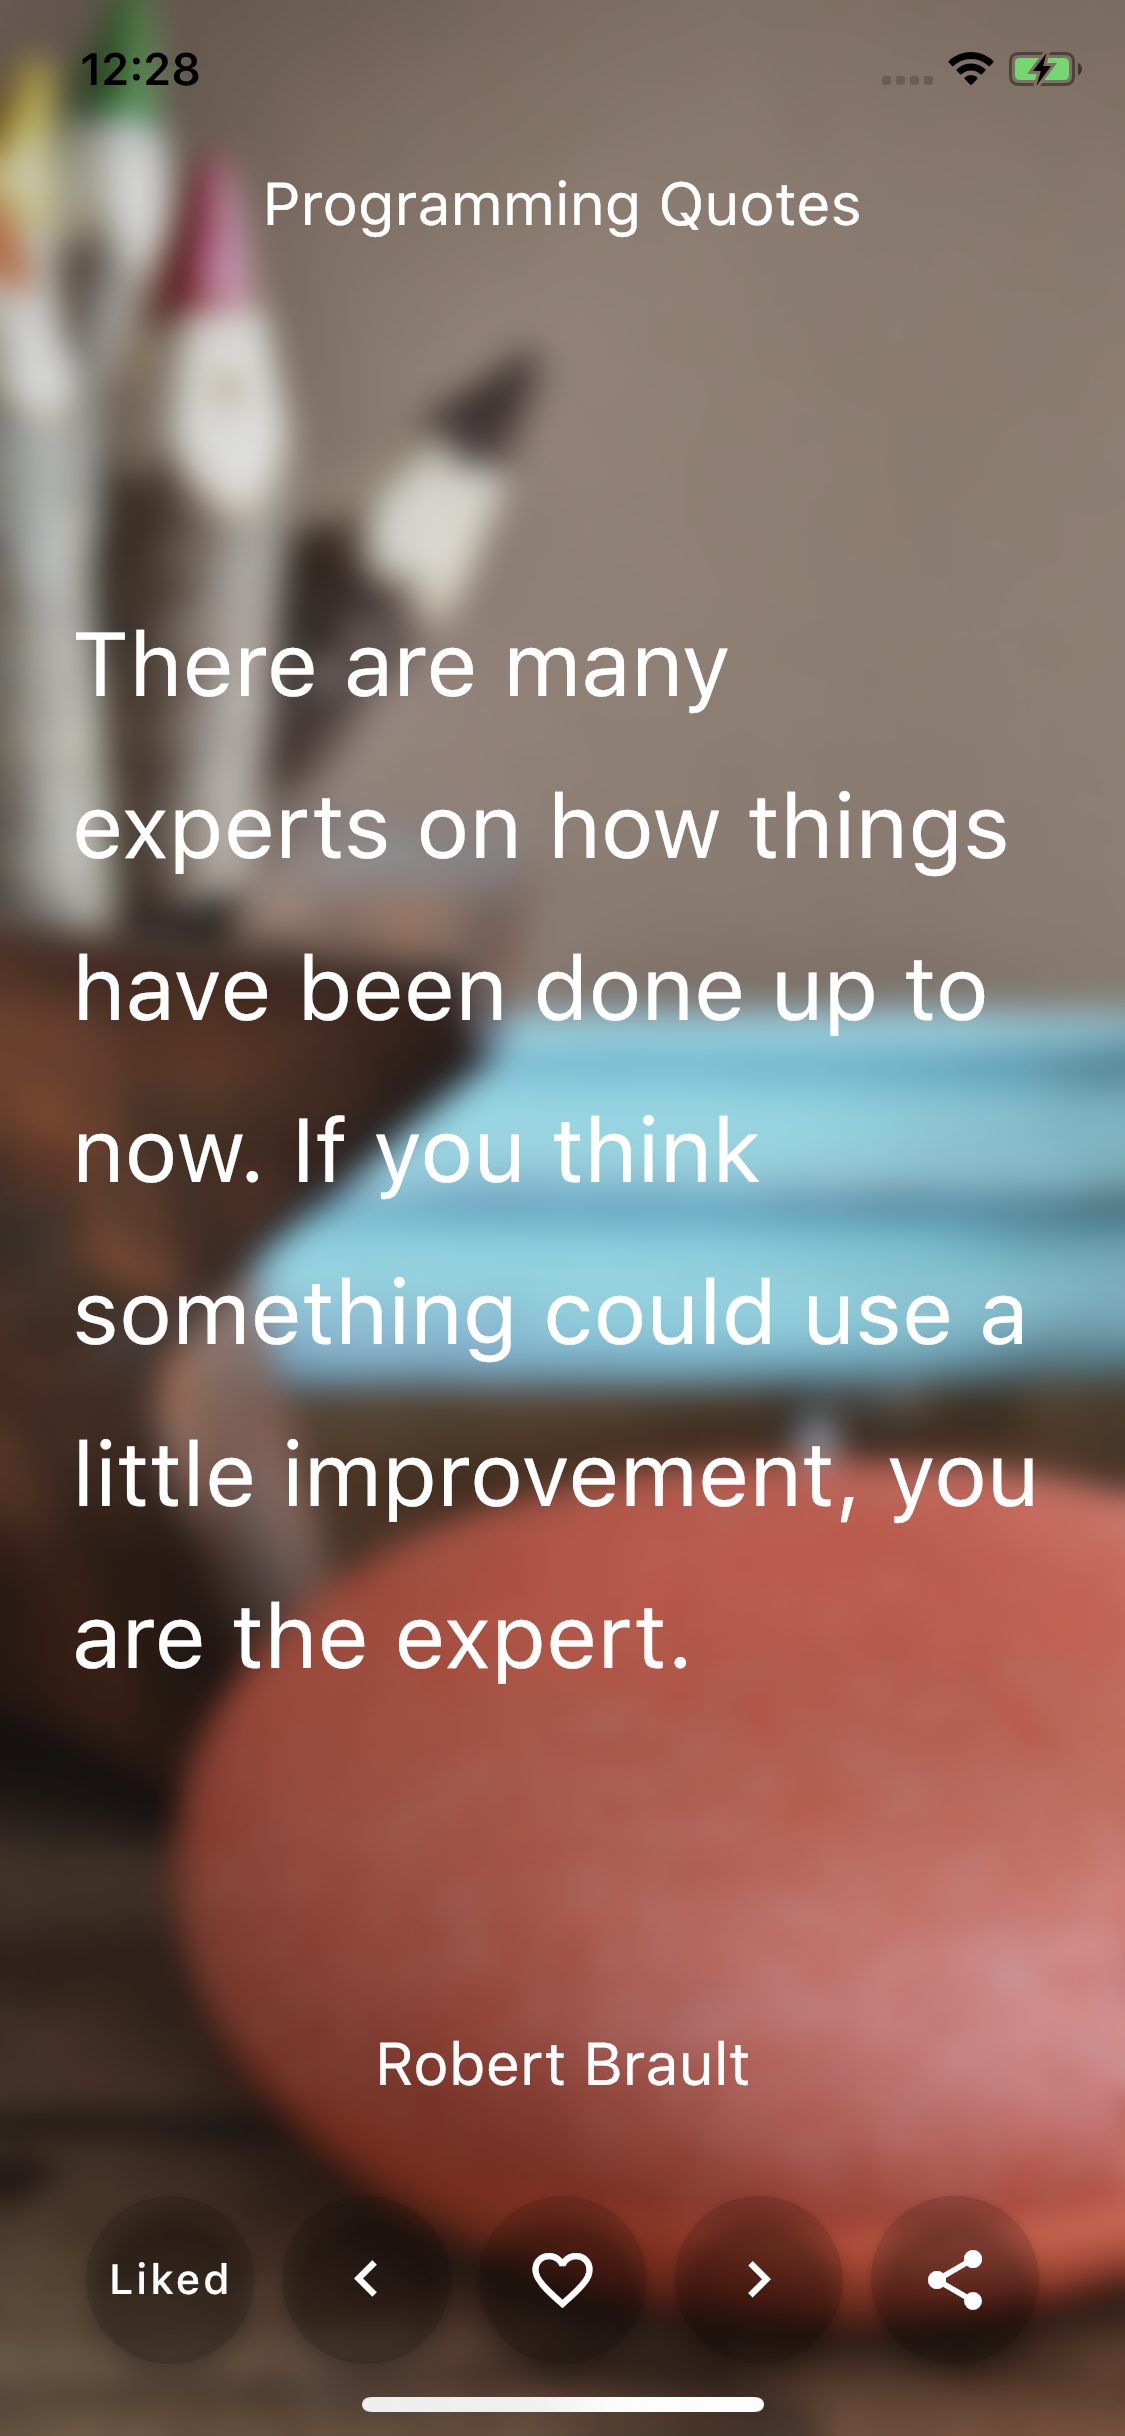 12:28
Programming Quotes
There are many
experts on how things
have been done up to
now. If you think
something could use a
little improvement, you
are the expert.
Robert Brault
Liked